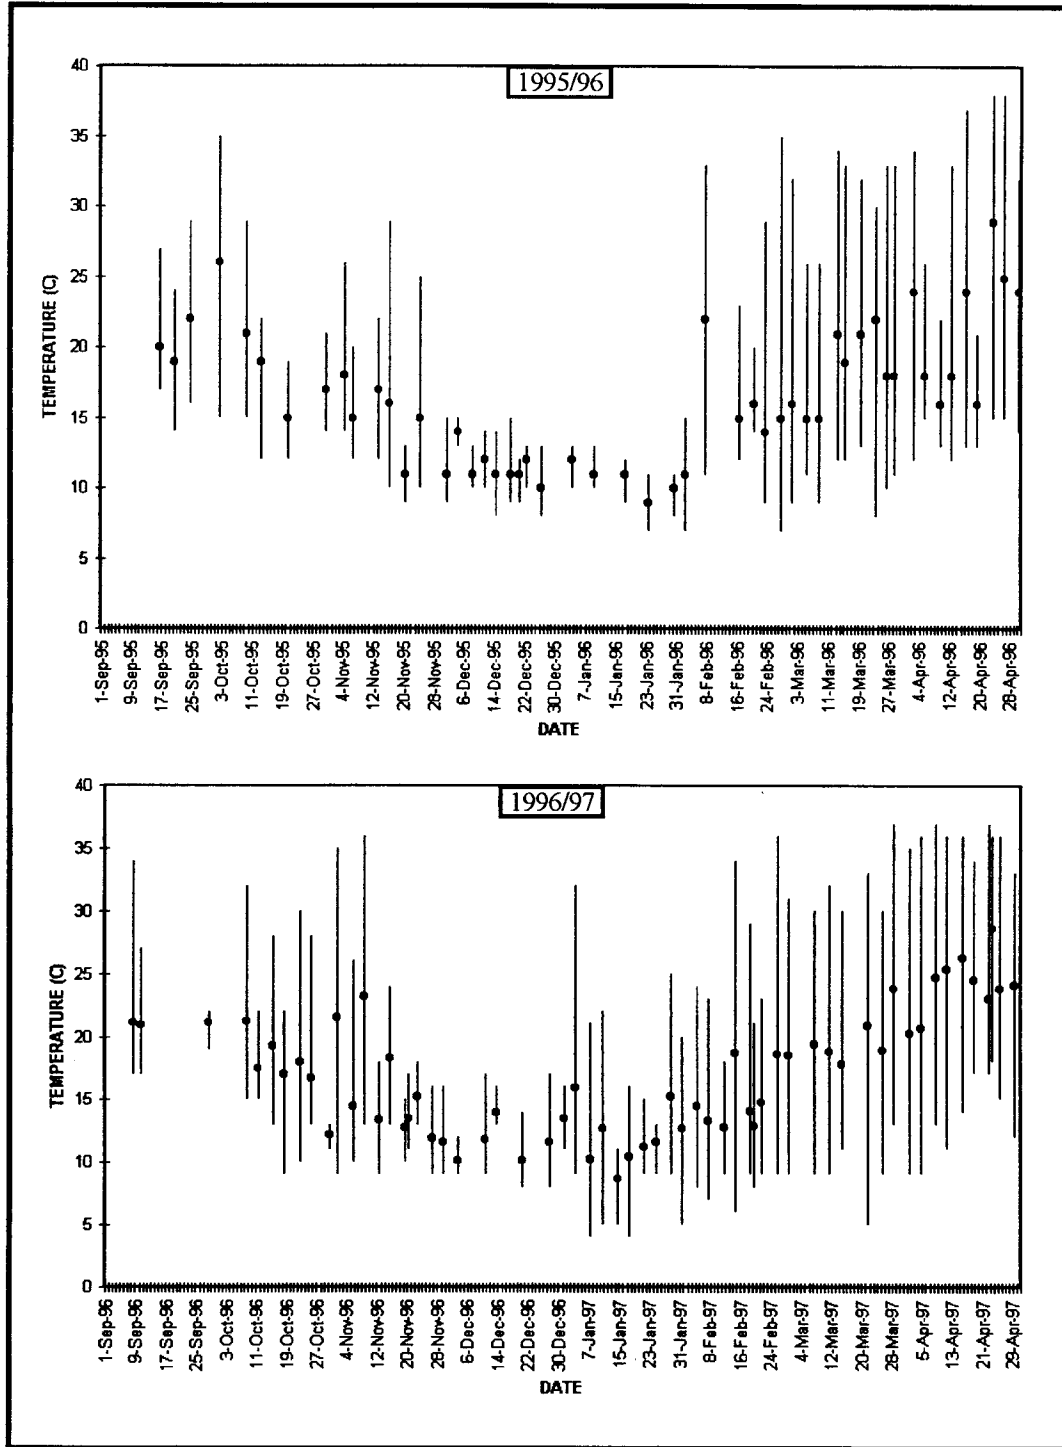 1995/96
TEMPERATURE (C)
40
35
30
25
20
15
10
5
0
1-Sep-95
9-Sep-95
17-Sep-95
25-Sep-95
3-Oct-95
11-Oct-95
19-Oct-95
27-Oct-95
4-Nov-95
12-Nov-95
20-Nov-95
28-Nov-95
6-Dec-95
14-Dec-95
22-Dec-95
30-Dec-95
7-Jan-96
15-Jan-96
23-Jan-96
31-Jan-96
8-Feb-96
16-Feb-96
24-Feb-96
3-Mar-96
11-Mar-96
19-Mar-96
27-Mar-96
4-Apr-96
12-Apr-96
20-Apr-96
28-Apr-96
DATE
1996/97
TEMPERATURE (C)
40
35
30
25
20
15
10
5
0
1-Sep-96
9-Sep-96
17-Sep-96
25-Sep-96
3-Oct-96
11-Oct-96
19-Oct-96
27-Oct-96
4-Nov-96
12-Nov-96
20-Nov-96
28-Nov-96
6-Dec-96
14-Dec-96
22-Dec-96
30-Dec-96
7-Jan-97
15-Jan-97
23-Jan-97
31-Jan-97
8-Feb-97
16-Feb-97
24-Feb-97
4-Mar-97
12-Mar-97
20-Mar-97
28-Mar-97
5-Apr-97
13-Apr-97
21-Apr-97
29-Apr-97
DATE